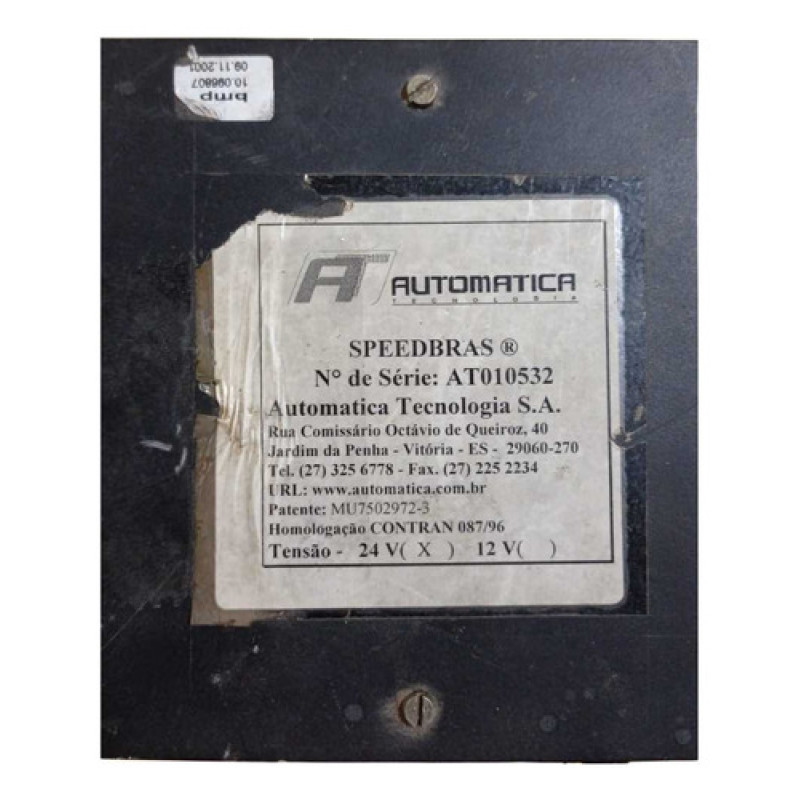 bmp
10.096807
09.11.2001
AT AUTOMATICA
TECNOLOGIA
SPEEDBRAS ®
N° de Série: AT010532
Automatica Tecnologia S.A.
Rua Comissário Octávio de Queiroz, 40
Jardim da Penha - Vitória - ES - 29060-270
Tel. (27) 325 6778 - Fax. (27) 225 2234
URL: www.automatica.com.br
Patente: MU7502972-3
Homologação CONTRAN 087/96
Tensão - 24 V( X ) 12 V( )